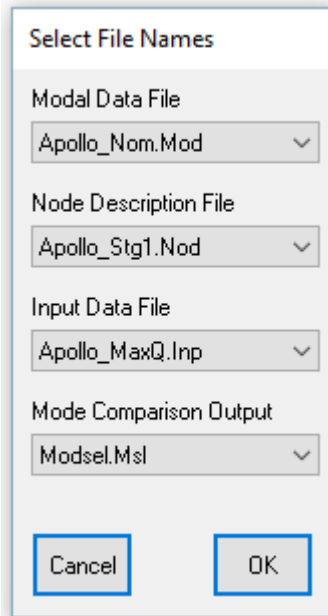 Select File Names
Modal Data File
Apollo_Nom.Mod
Node Description File
Apollo_Stg1.Nod
Input Data File
Apollo_MaxQ.Inp
Mode Comparison Output
Modsel.Msl
Cancel OK